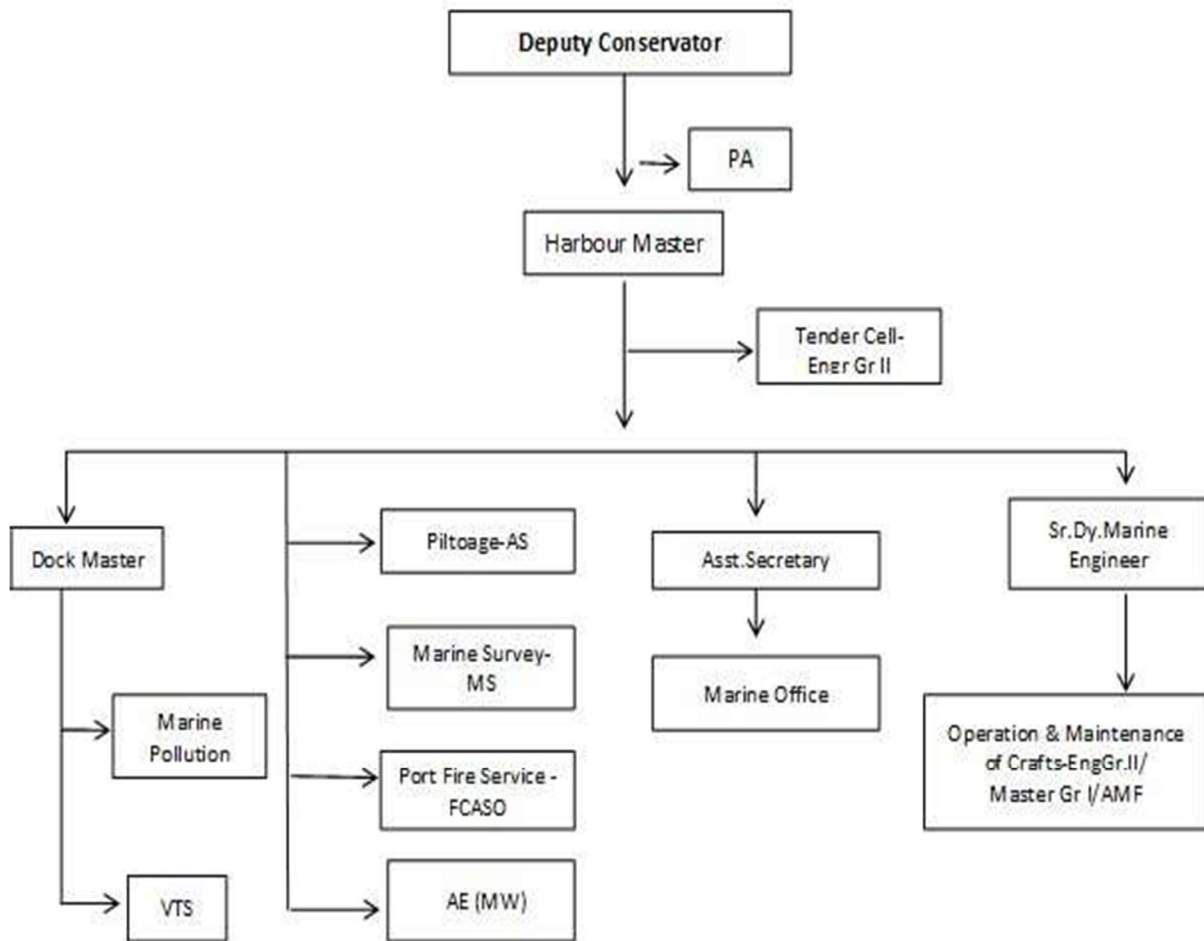 Deputy Conservator
PA
Harbour Master
Tender Cell-
Engr Gr II
Dock Master
Piltoage-AS
Asst.Secretary
Sr.Dy.Marine
Engineer
Marine Survey-
MS
Marine Office
Marine
Pollution
Port Fire Service -
FCASO
Operation & Maintenance
of Crafts-EngGr.II/
Master Gr I/AMF
VTS
AE (MW)